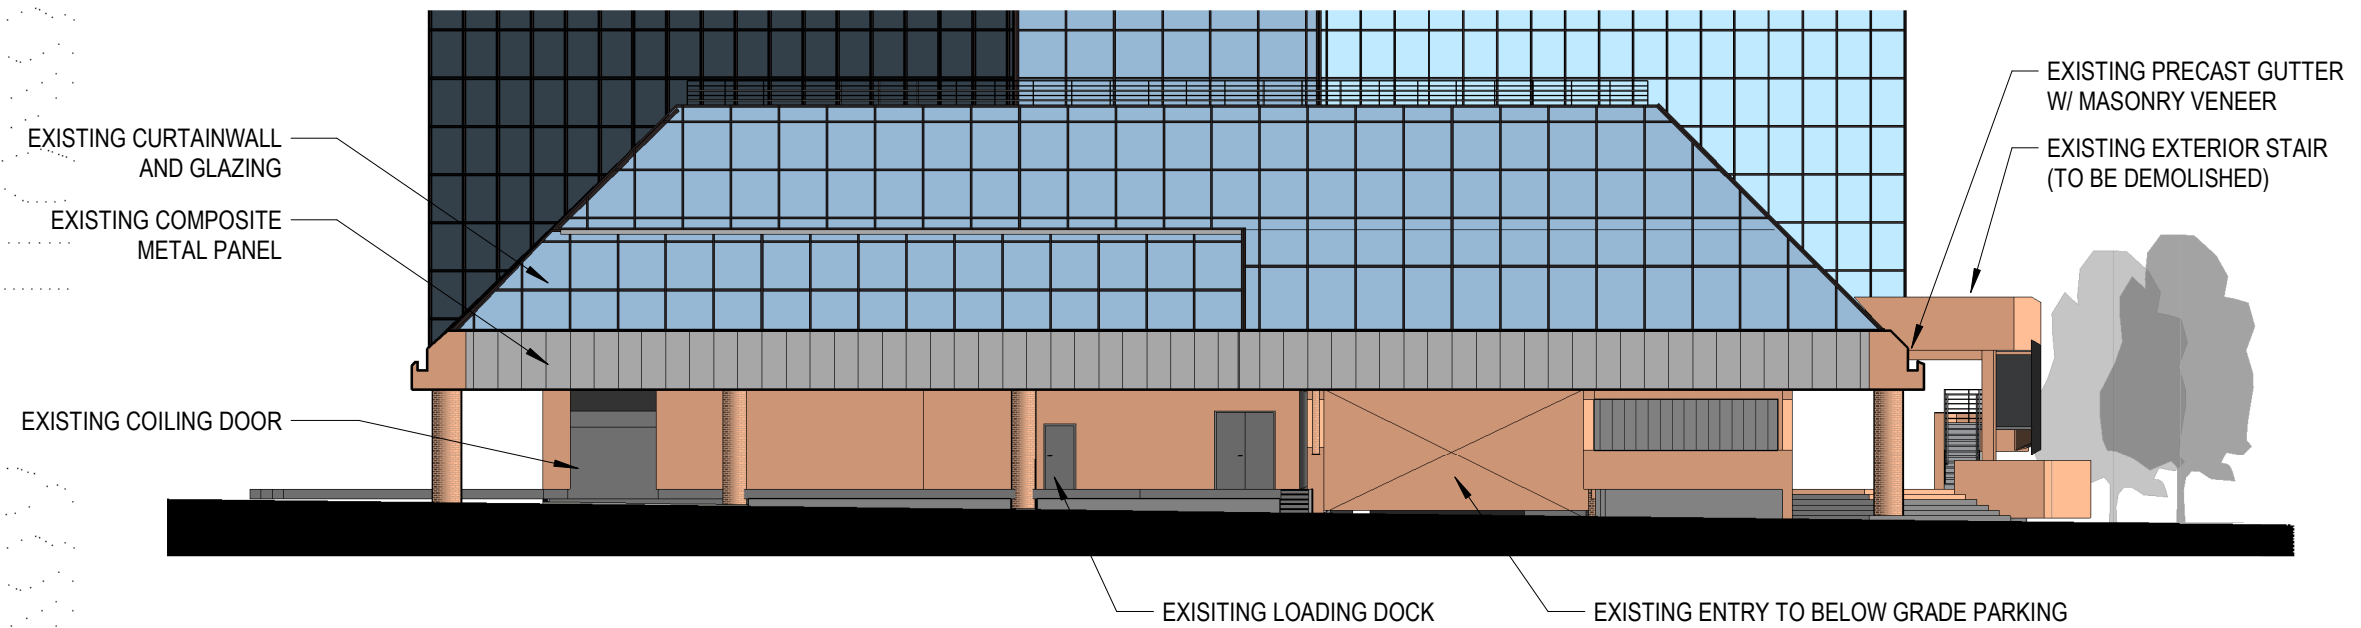 EXISTING CURTAINWALL
AND GLAZING
EXISTING COMPOSITE
METAL PANEL
EXISTING COILING DOOR
EXISTING PRECAST GUTTER
W/ MASONRY VENEER
EXISTING EXTERIOR STAIR
(TO BE DEMOLISHED)
EXISITING LOADING DOCK
EXISTING ENTRY TO BELOW GRADE PARKING